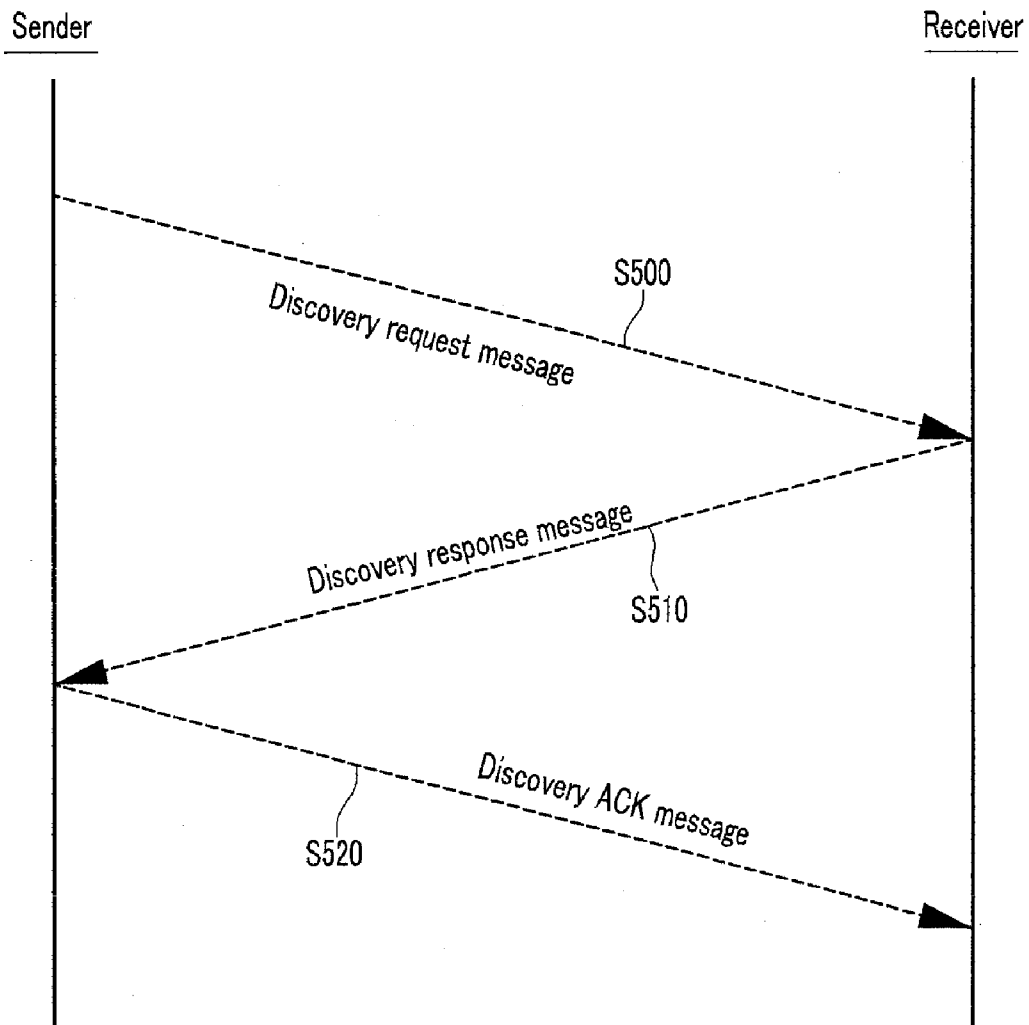 Sender
Receiver
S500
Discovery request message
Discovery response message
S510
Discovery ACK message
S520